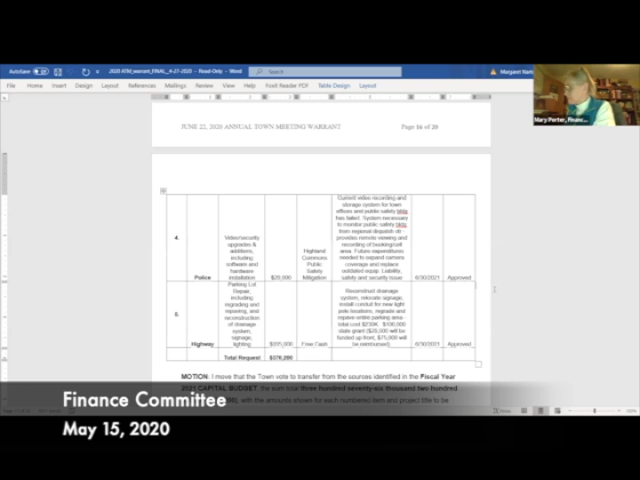 AutoSave
2020 ATM_warrant_FINAL_4-27-2020 - Read-Only - Word
Search
File Home Insert Design Layout References Mailings Review View Help Foxit Reader PDF Table Design Layout
Mary Porter, Financ...
JUNE 22, 2020 ANNUAL TOWN MEETING WARRANT
Page 16 of 28
4.
Police
Video/security
upgrades &
additions,
including
software and
hardware
installation
$20,000
Highland
Commons
Public
Safety
Mitigation
Current video recording and
storage system for town
offices and public safety bldg
has failed. System necessary
to monitor public safety bldg
from regional dispatch ctr -
provides remote viewing and
recording of booking/cell
area. Future expenditures
needed to expand camera
coverage and replace
outdated equip. Liability,
safety and security issue
6/30/2021
Approved
5.
Highway
Parking Lot
Repair,
including
regrading and
repaving, and
reconstruction
of drainage
system,
signage,
lighting
Free Cash
Reconstruct drainage
system, relocate signage,
install conduit for new light
pole locations, regrade and
repave entire parking area -
total cost
state grant ($25,000 will be
funded up front, $75,000 will
be reimbursed)
6/30/2021
Approved
Total Request
MOTION: I move that the Town vote to transfer from the sources identified in the Fiscal Year
2021 CAPITAL BUDGET, the sum total three hundred seventy-six thousand two hundred
with the amounts shown for each numbered item and project title to be
Finance Committee
May 15, 2020